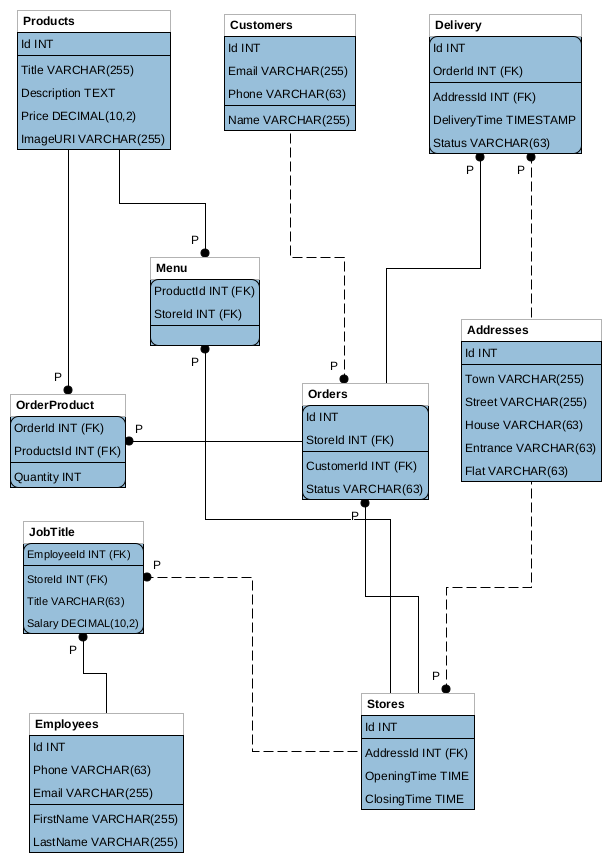 Products
Id INT
Title VARCHAR(255)
Description TEXT
Price DECIMAL(10,2)
ImageURI VARCHAR(255)
Customers
Id INT
Email VARCHAR(255)
Phone VARCHAR(63)
Name VARCHAR(255)
Delivery
Id INT
OrderId INT (FK)
AddressId INT (FK)
DeliveryTime TIMESTAMP
Status VARCHAR(63)
P
P
P
Menu
ProductId INT (FK)
StoreId INT (FK)
P
Addresses
Id INT
Town VARCHAR(255)
Street VARCHAR(255)
House VARCHAR(63)
Entrance VARCHAR(63)
Flat VARCHAR(63)
P
P
OrderProduct
OrderId INT (FK)
ProductsId INT (FK)
Quantity INT
P
Orders
Id INT
StoreId INT (FK)
CustomerId INT (FK)
Status VARCHAR(63)
P
JobTitle
EmployeeId INT (FK)
StoreId INT (FK)
Title VARCHAR(63)
Salary DECIMAL(10,2)
P
P
P
Employees
Id INT
Phone VARCHAR(63)
Email VARCHAR(255)
FirstName VARCHAR(255)
LastName VARCHAR(255)
Stores
Id INT
AddressId INT (FK)
OpeningTime TIME
ClosingTime TIME